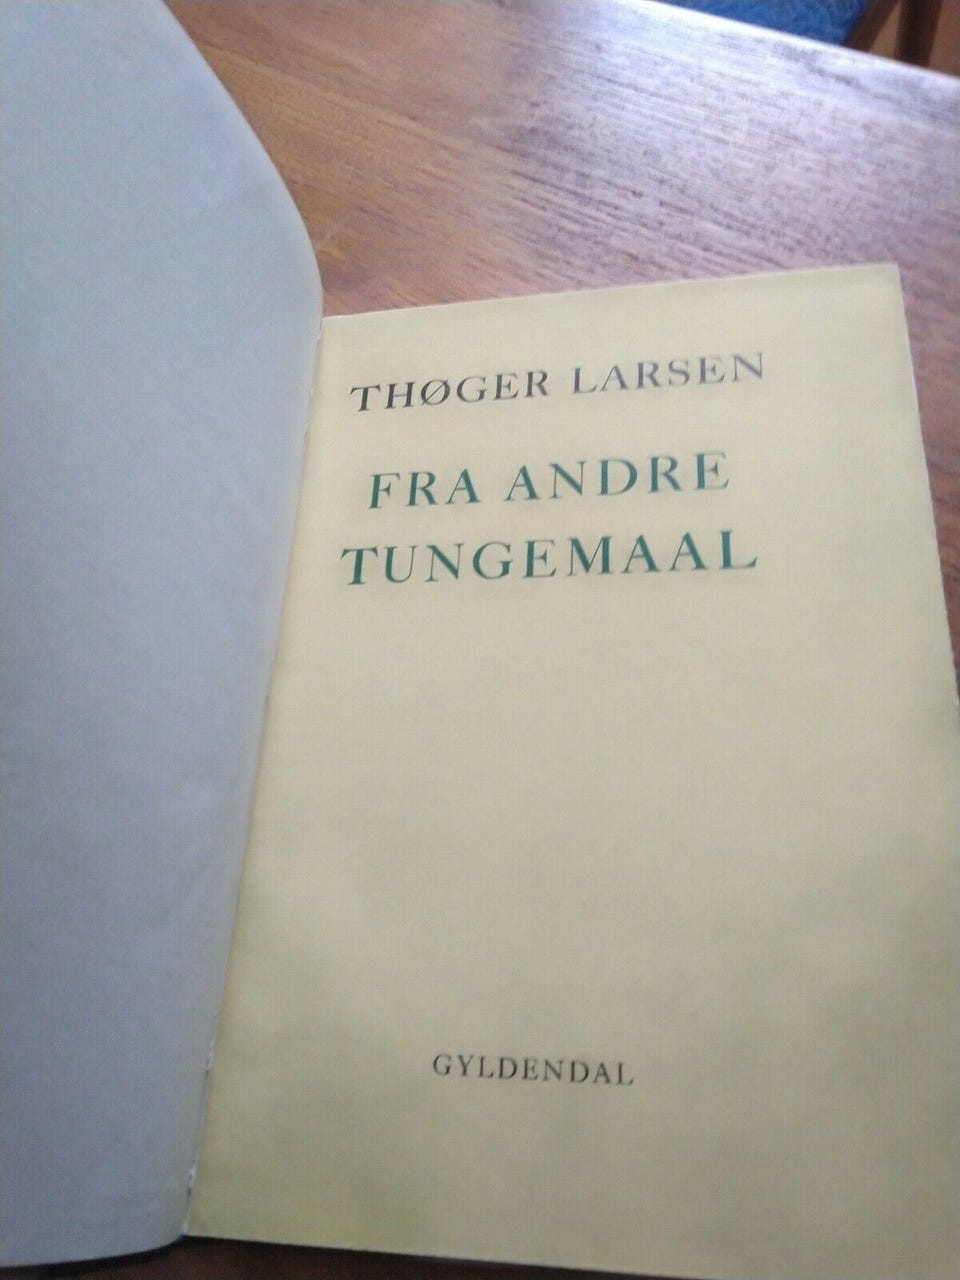 THØGER LARSEN
FRA ANDRE
TUNGEMAAL
GYLDENDAL